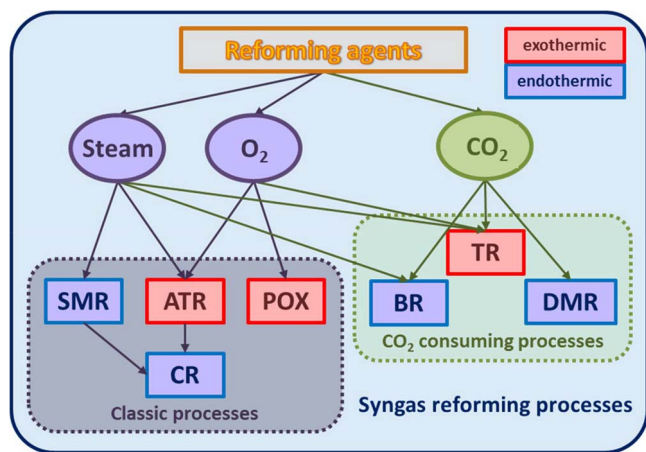 Reforming agents
exothermic
endothermic
Steam
O₂
CO₂
TR
SMR
ATR
POX
BR
DMR
CR
CO₂ consuming processes
Classic processes
Syngas reforming processes